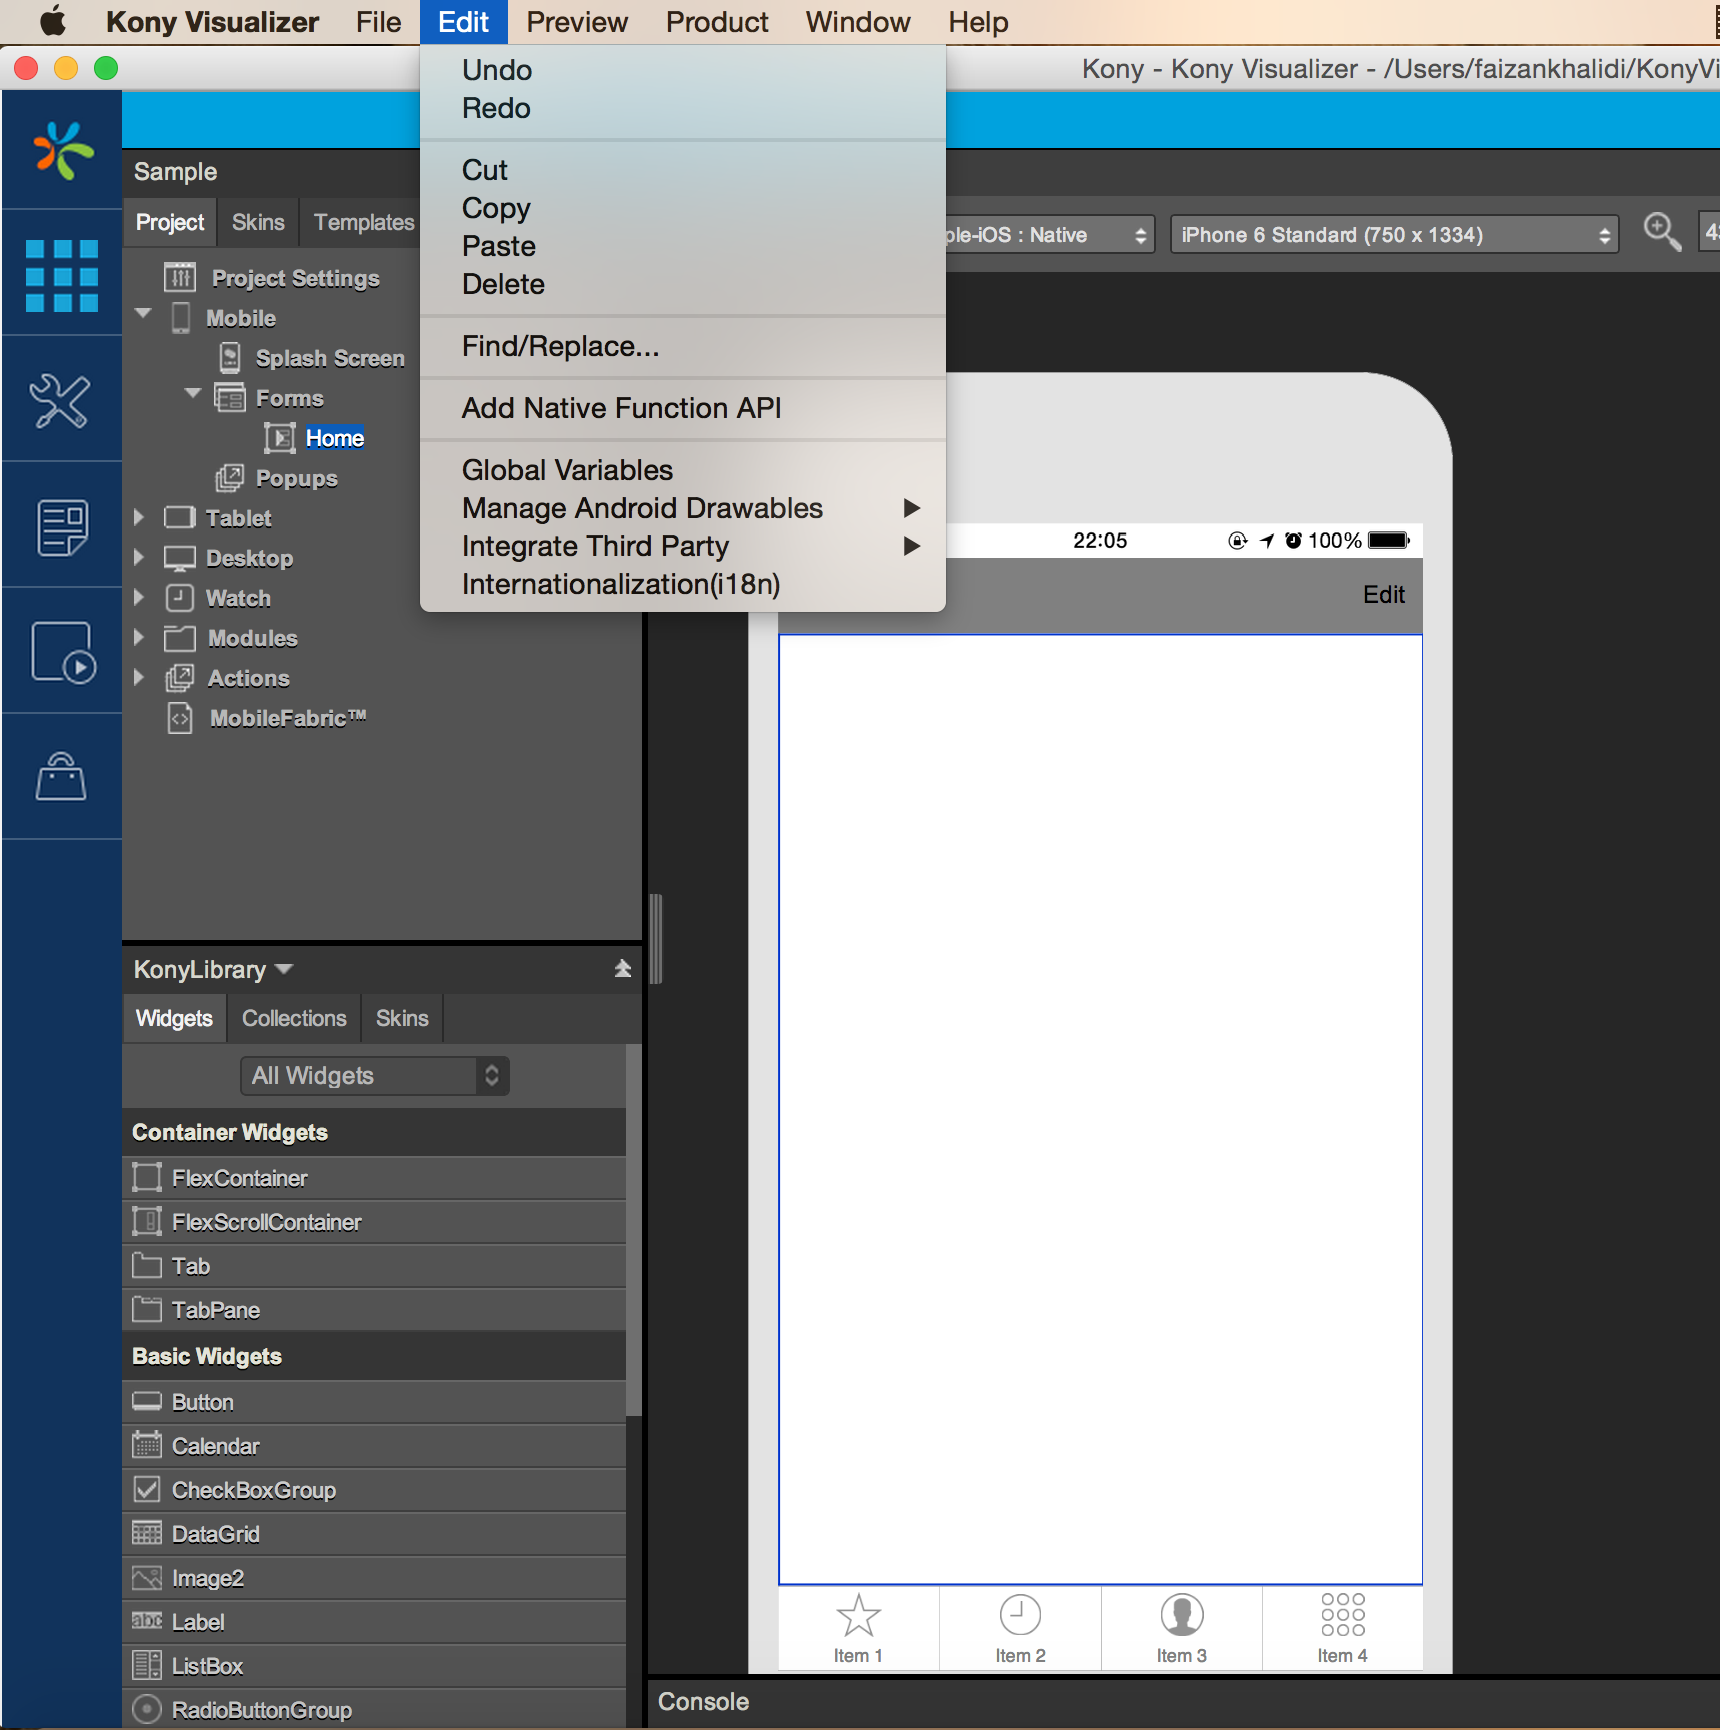 Kony Visualizer File Edit Preview Product Window Help
Kony - Kony Visualizer - /Users/faizankhalidi/KonyVi
Undo
Redo
Cut
Copy
Paste
Delete
Find/Replace...
Add Native Function API
Global Variables
Manage Android Drawables
Integrate Third Party
Internationalization(i18n)
Sample
Project Skins Templates
Project Settings
Mobile
Splash Screen
Forms
Home
Popups
Tablet
Desktop
Watch
Modules
Actions
MobileFabric™
ple-iOS : Native
iPhone 6 Standard (750 x 1334)
22:05 100%
Edit
Item 1 Item 2 Item 3 Item 4
KonyLibrary
Widgets Collections Skins
All Widgets
Container Widgets
FlexContainer
FlexScrollContainer
Tab
TabPane
Basic Widgets
Button
Calendar
CheckBoxGroup
DataGrid
Image2
abc Label
ListBox
RadioButtonGroup
Console